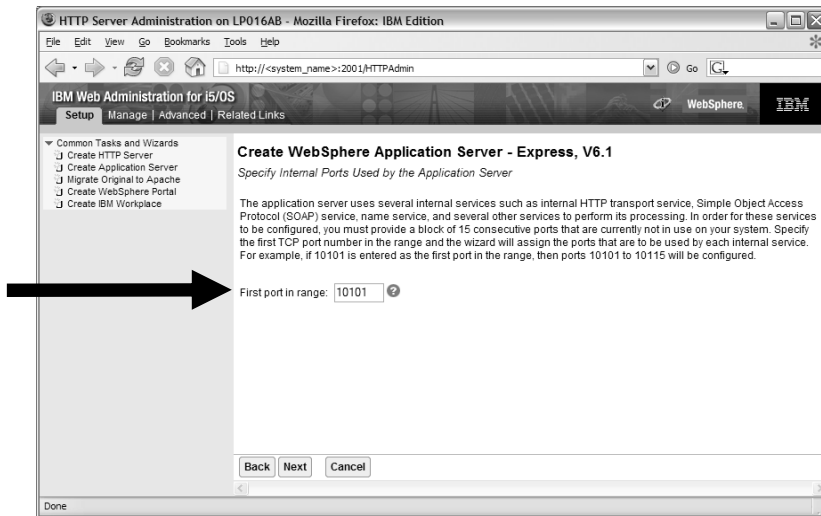 HTTP Server Administration on LP016AB - Mozilla Firefox: IBM Edition
File Edit View Go Bookmarks Tools Help
http://<system_name>:2001/HTTPAdmin
Go
IBM Web Administration for i5/OS
WebSphere.
IBM
Setup Manage | Advanced | Related Links
Common Tasks and Wizards
Create HTTP Server
Create Application Server
Migrate Original to Apache
Create WebSphere Portal
Create IBM Workplace
Create WebSphere Application Server - Express, V6.1
Specify Internal Ports Used by the Application Server
The application server uses several internal services such as internal HTTP transport service, Simple Object Access
Protocol (SOAP) service, name service, and several other services to perform its processing. In order for these services
to be configured, you must provide a block of 15 consecutive ports that are currently not in use on your system. Specify
the first TCP port number in the range and the wizard will assign the ports that are to be used by each internal service.
For example, if 10101 is entered as the first port in the range, then ports 10101 to 10115 will be configured.
First port in range: 10101 ?
Back Next Cancel
Done